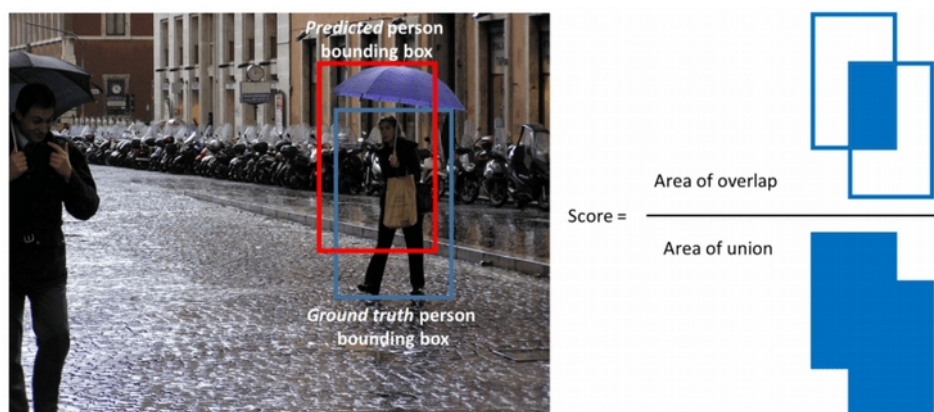 Predicted person
bounding box
Ground truth person
bounding box
Score =
Area of overlap
Area of union